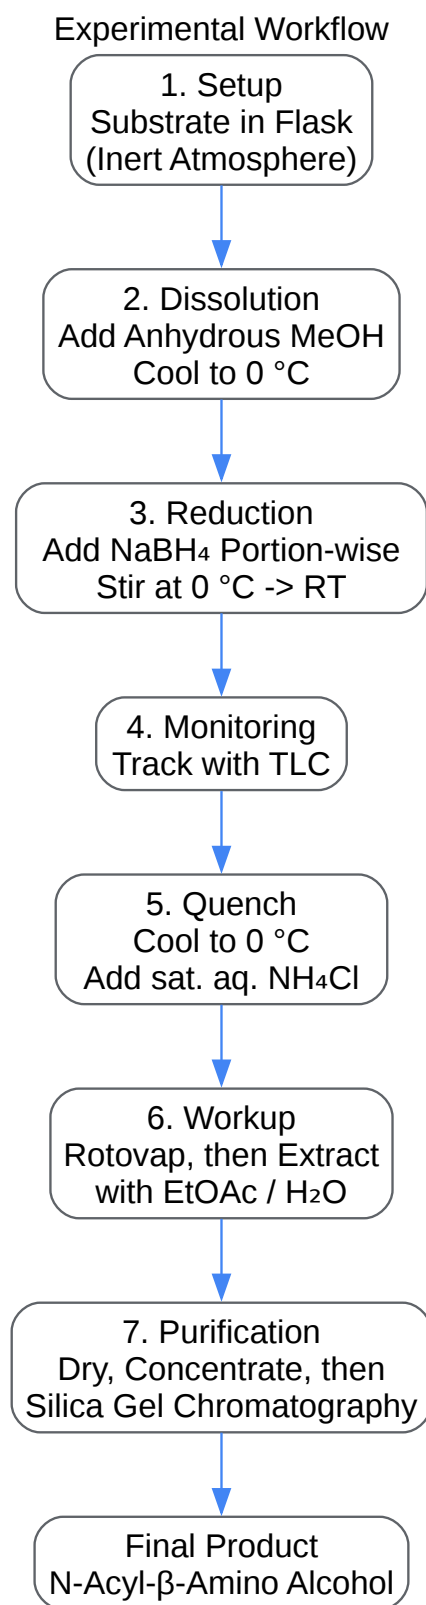 Experimental Workflow
1. Setup
Substrate in Flask
(Inert Atmosphere)
2. Dissolution
Add Anhydrous MeOH
Cool to 0 °C
3. Reduction
Add NaBH₄ Portion-wise
Stir at 0 °C -> RT
4. Monitoring
Track with TLC
5. Quench
Cool to 0 °C
Add sat. aq. NH₄Cl
6. Workup
Rotovap, then Extract
with EtOAc / H₂O
7. Purification
Dry, Concentrate, then
Silica Gel Chromatography
Final Product
N-Acyl-β-Amino Alcohol